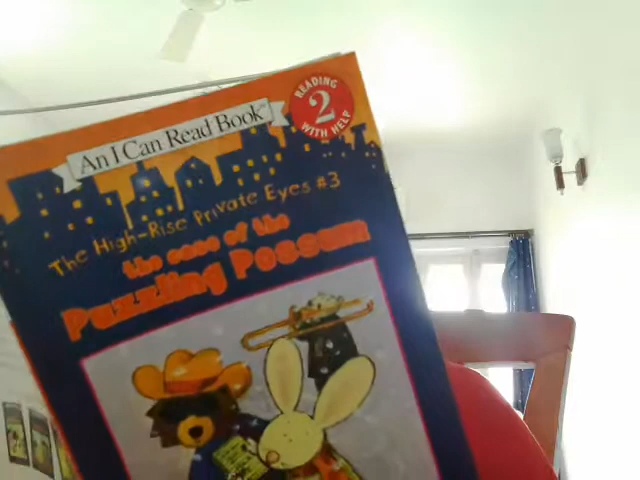 READING
2
WITH HELP
An I Can Read Book
The High-Rise Private Eyes #3
the case of the
Puzzling Possum